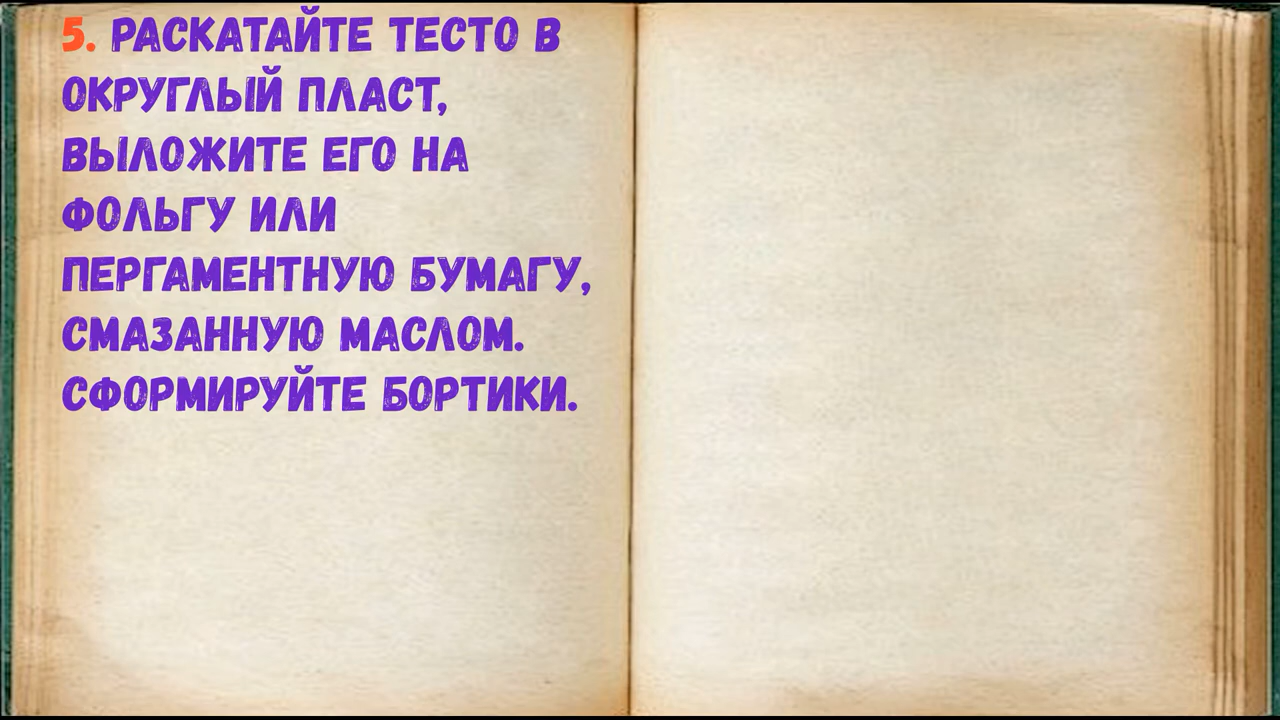 5. РАСКАТАЙТЕ ТЕСТО В
ОКРУГЛЫЙ ПЛАСТ,
ВЫЛОЖИТЕ ЕГО НА
ФОЛЬГУ ИЛИ
ПЕРГАМЕНТНУЮ БУМАГУ,
СМАЗАННУЮ МАСЛОМ.
СФОРМИРУЙТЕ БОРТИКИ.